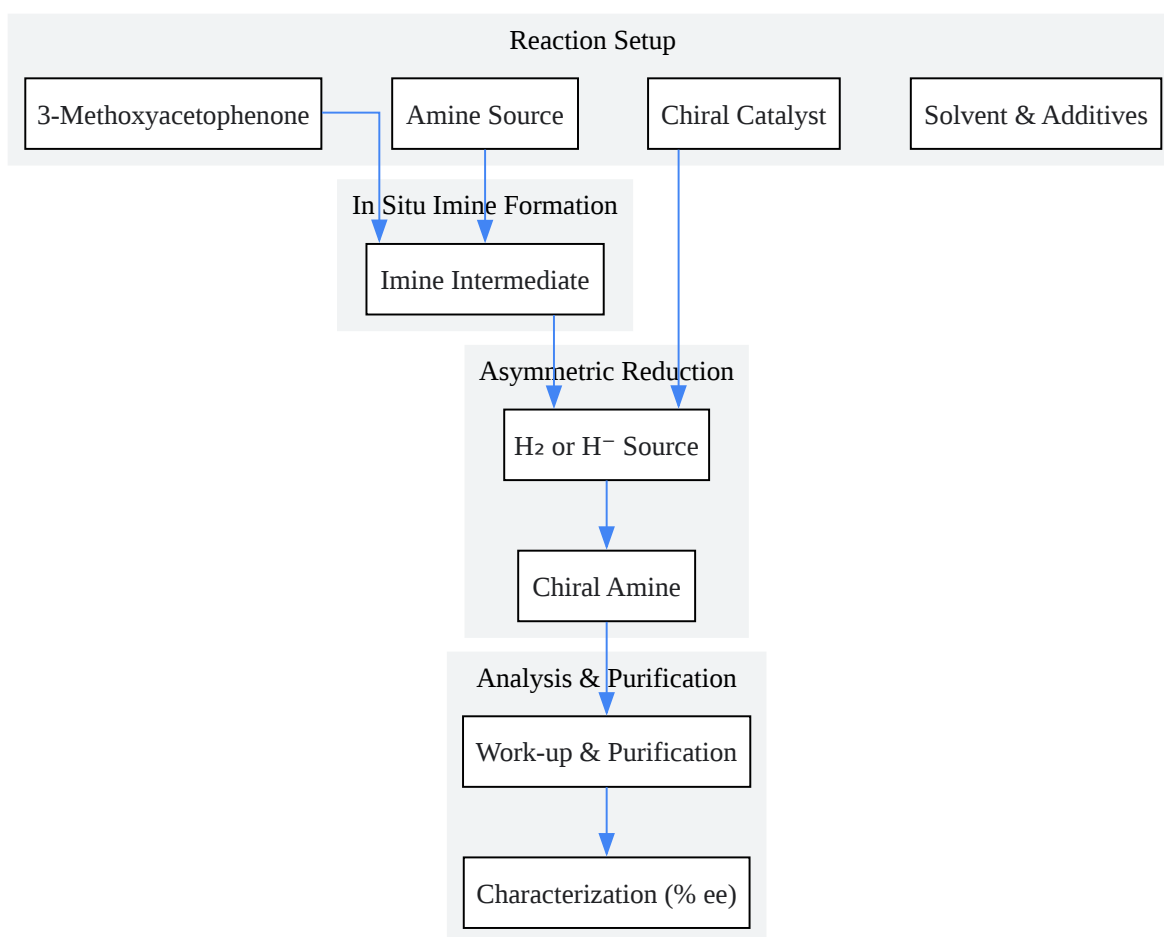 Reaction Setup
3-Methoxyacetophenone
Amine Source
Chiral Catalyst
Solvent & Additives
In Situ Imine Formation
Imine Intermediate
Asymmetric Reduction
H₂ or H⁻ Source
Chiral Amine
Analysis & Purification
Work-up & Purification
Characterization (% ee)